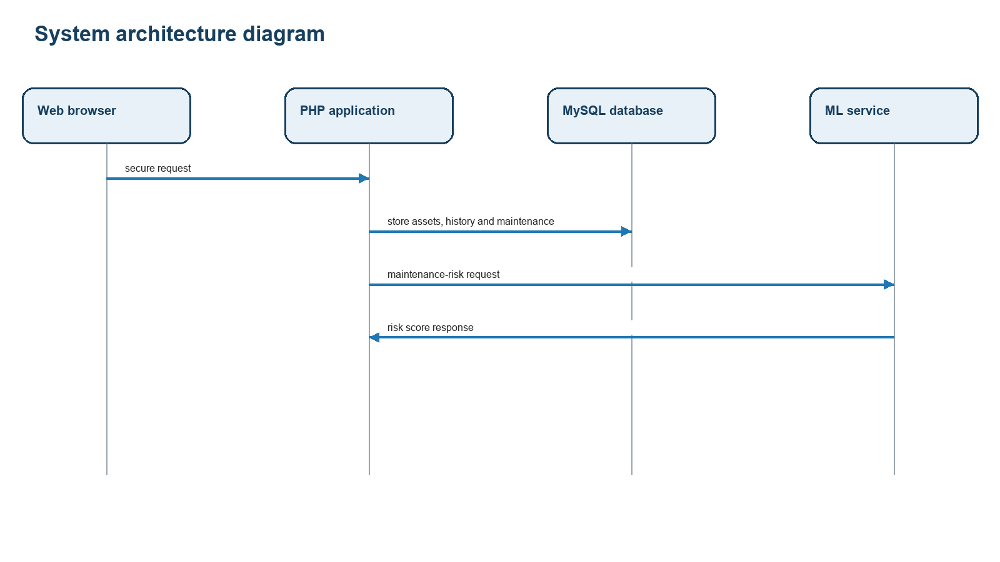 System architecture diagram
Web browser
PHP application
MySQL database
ML service
secure request
store assets, history and maintenance
maintenance-risk request
risk score response